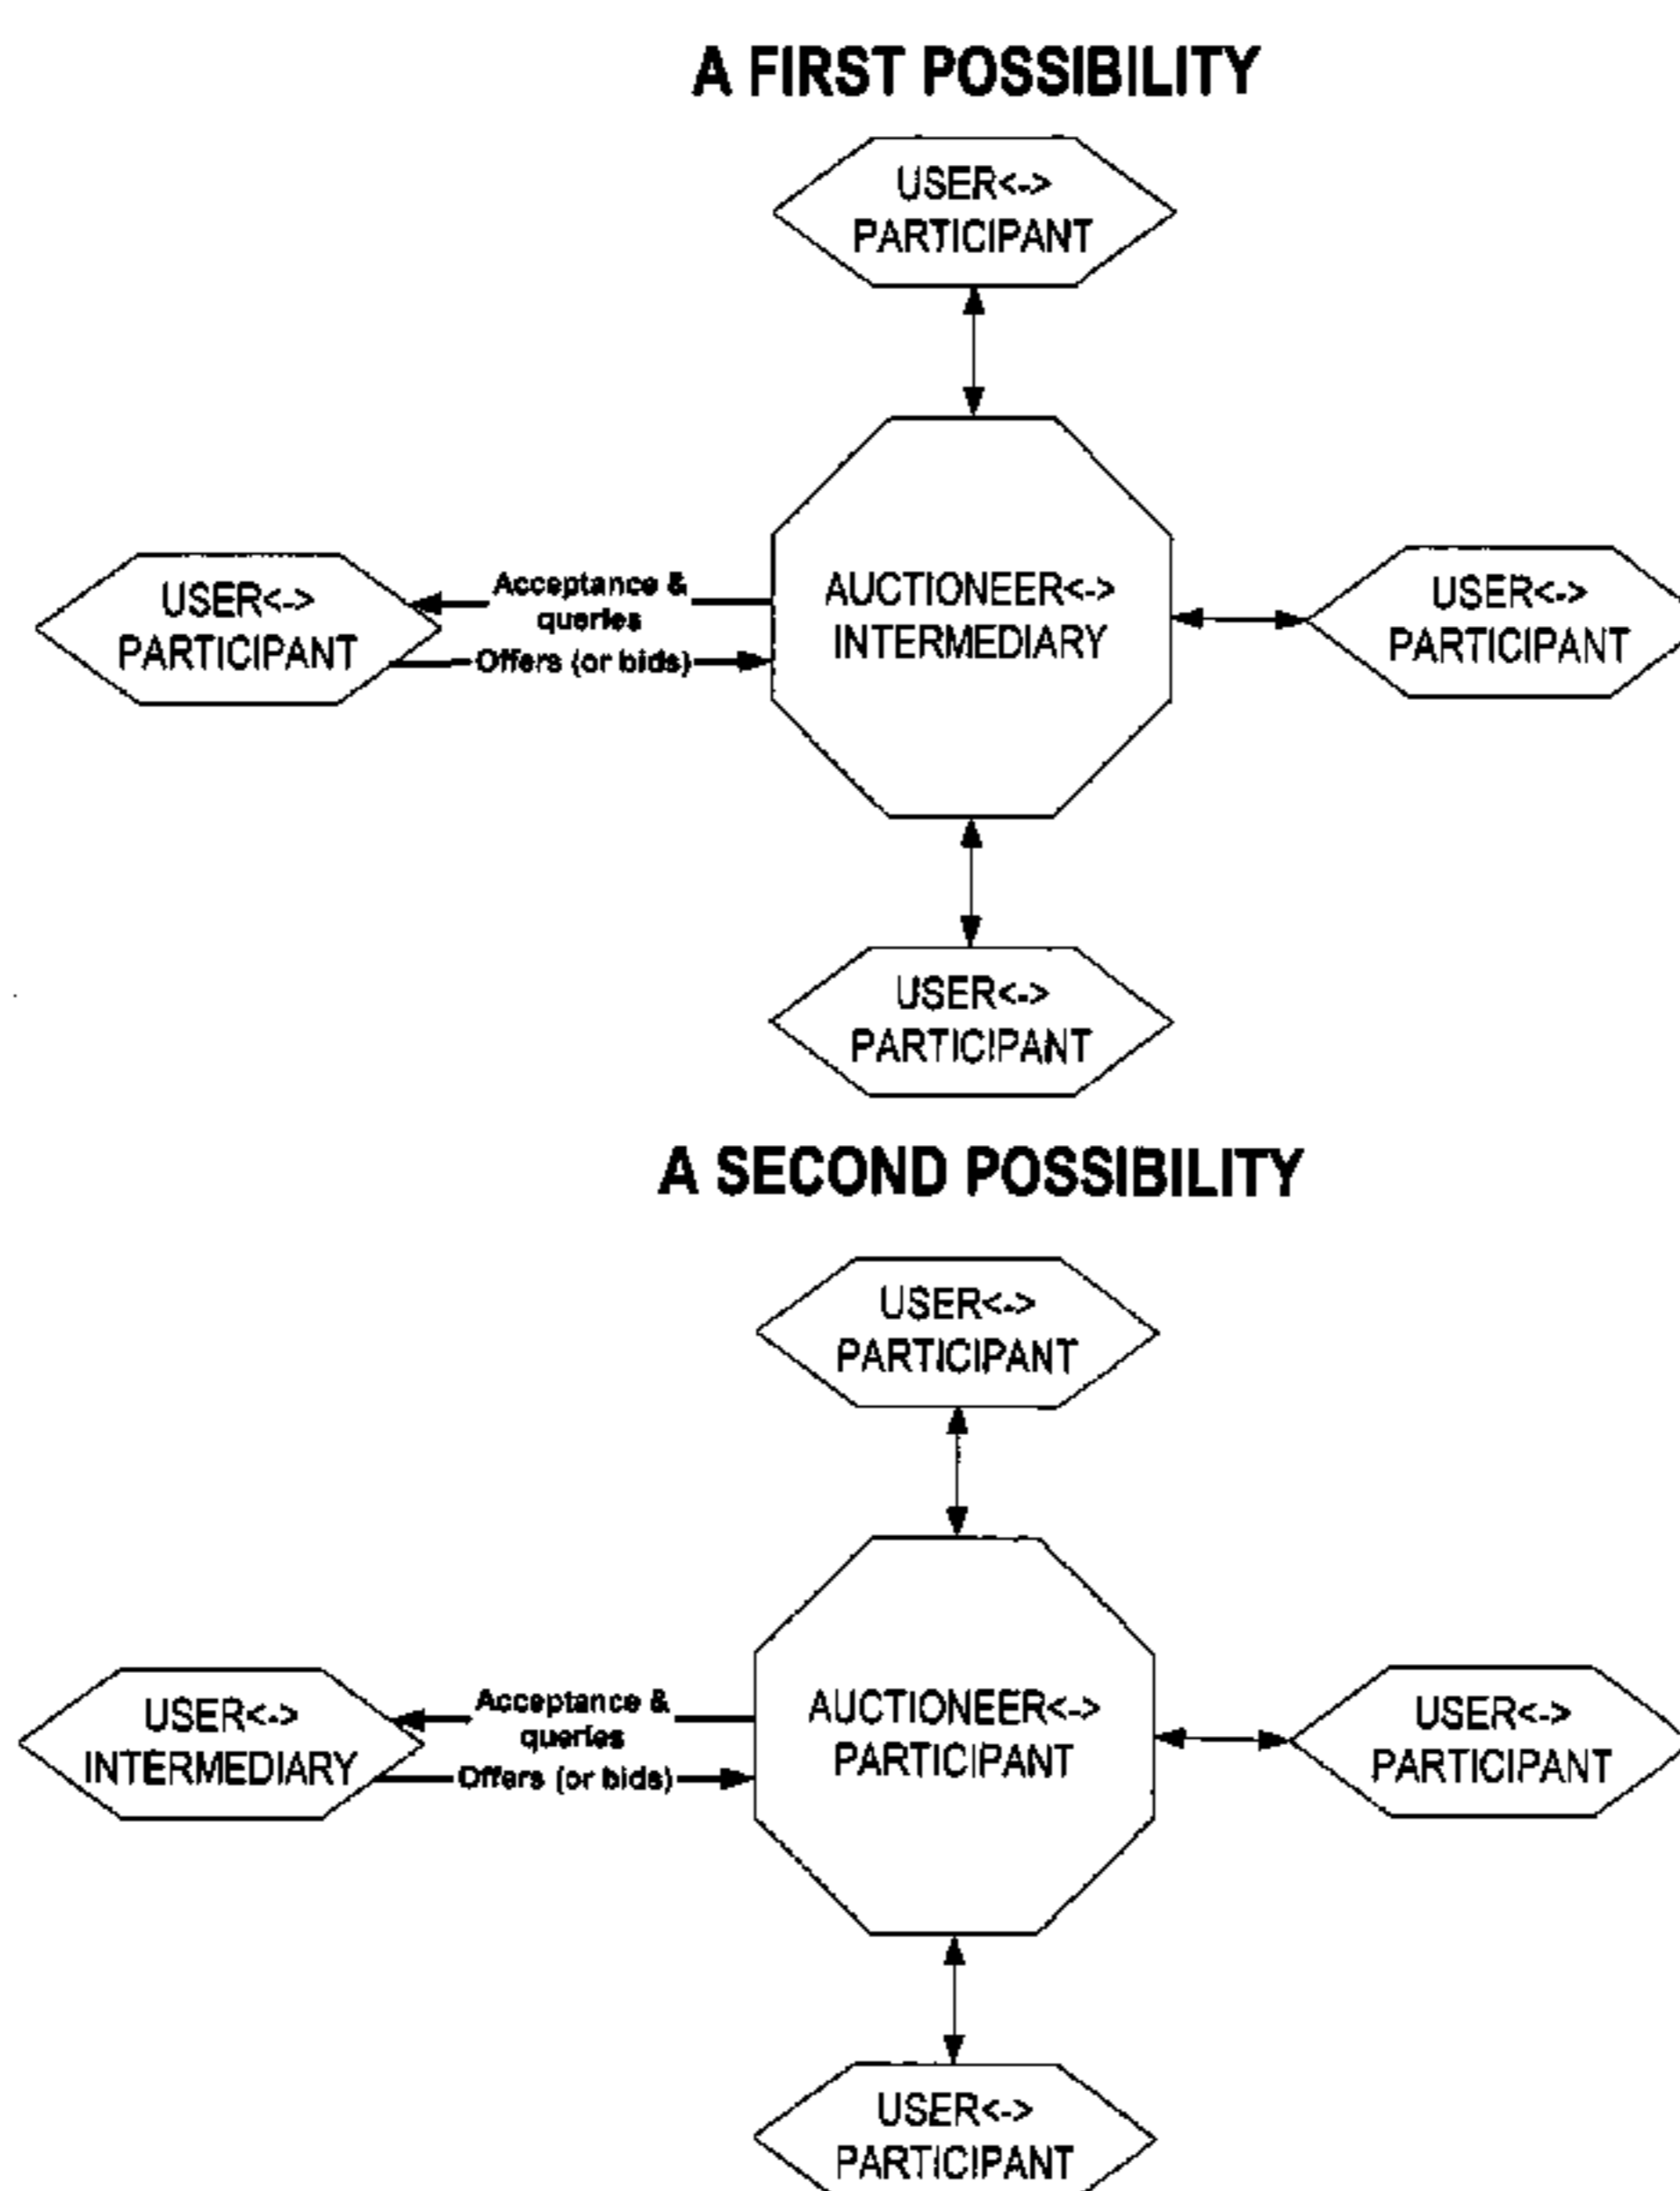 A FIRST POSSIBILITY
USER<->
PARTICIPANT
USER<->
PARTICIPANT
Acceptance &
queries
Offers (or bids)
AUCTIONEER<->
INTERMEDIARY
USER<->
PARTICIPANT
USER<->
PARTICIPANT
A SECOND POSSIBILITY
USER<->
PARTICIPANT
USER<->
INTERMEDIARY
Acceptance &
queries
Offers (or bids)
AUCTIONEER<->
PARTICIPANT
USER<->
PARTICIPANT
USER<->
PARTICIPANT